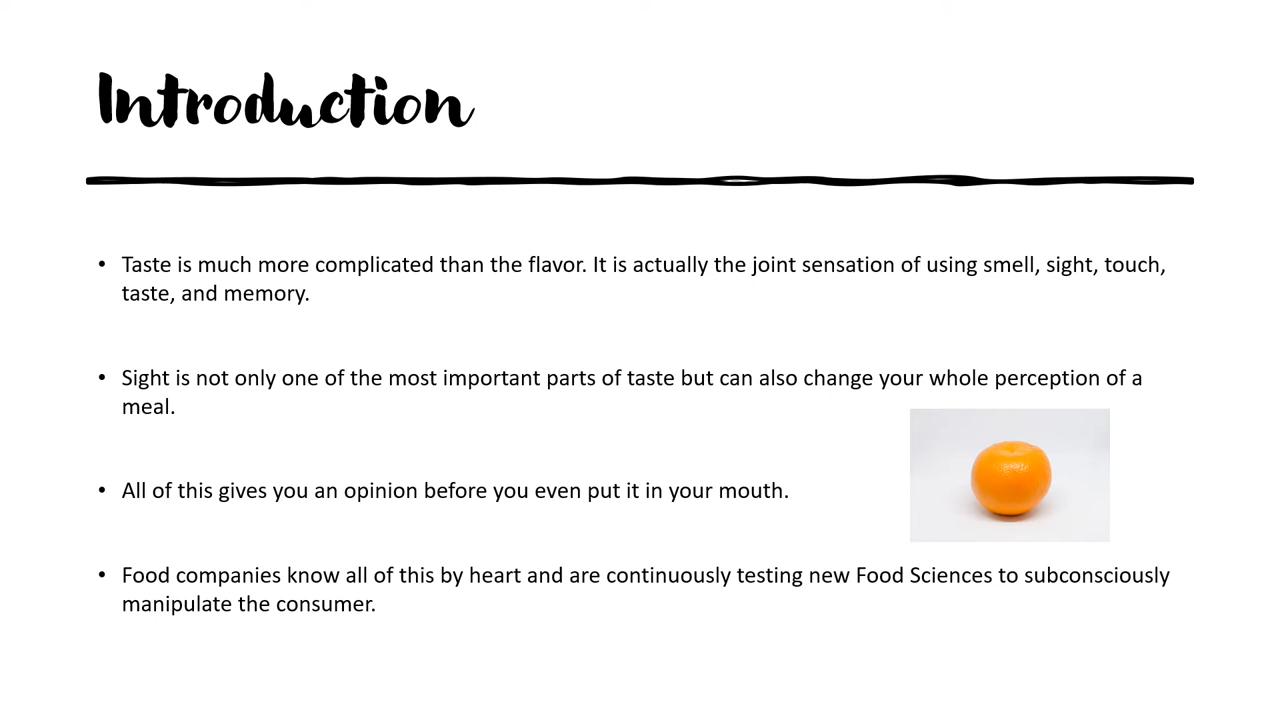 Introduction
• Taste is much more complicated than the flavor. It is actually the joint sensation of using smell, sight, touch,
taste, and memory.
• Sight is not only one of the most important parts of taste but can also change your whole perception of a
meal.
• All of this gives you an opinion before you even put it in your mouth.
• Food companies know all of this by heart and are continuously testing new Food Sciences to subconsciously
manipulate the consumer.